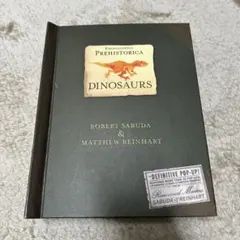 ENCYCLOPEDIA
PREHISTORICA
DINOSAURS
ROBERT SABUDA
&
MATTHEW REINHART
DEFINITIVE POP-UP!
SABUDA & REINHART